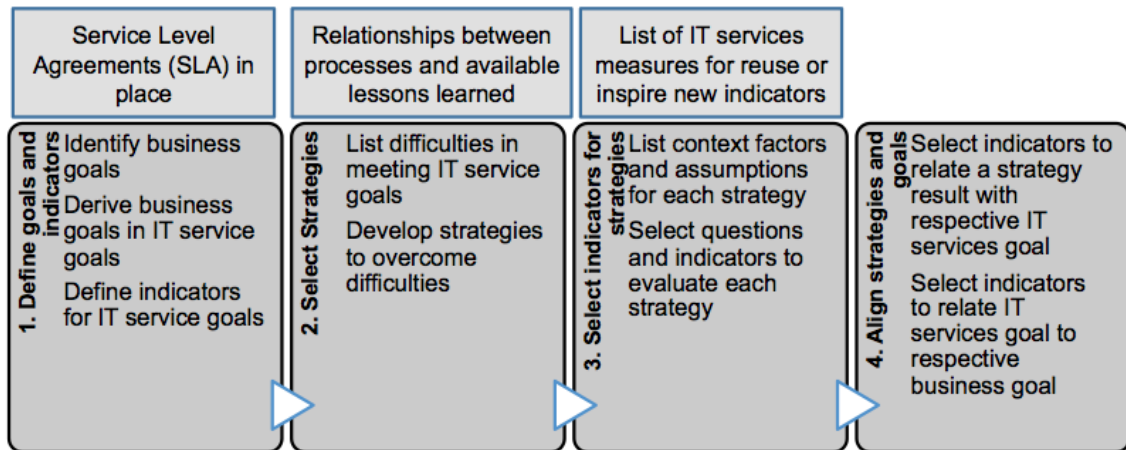 Service Level
Agreements (SLA) in
place
Relationships between
processes and available
lessons learned
List of IT services
measures for reuse or
inspire new indicators
1. Define goals and
indicators
Identify business
goals
Derive business
goals in IT service
goals
Define indicators
for IT service goals
2. Select Strategies
List difficulties in
meeting IT service
goals
Develop strategies
to overcome
difficulties
3. Select indicators for
strategies
List context factors
and assumptions
for each strategy
Select questions
and indicators to
evaluate each
strategy
4. Align strategies and
goals
Select indicators to
relate a strategy
result with
respective IT
services goal
Select indicators
to relate IT
services goal to
respective
business goal